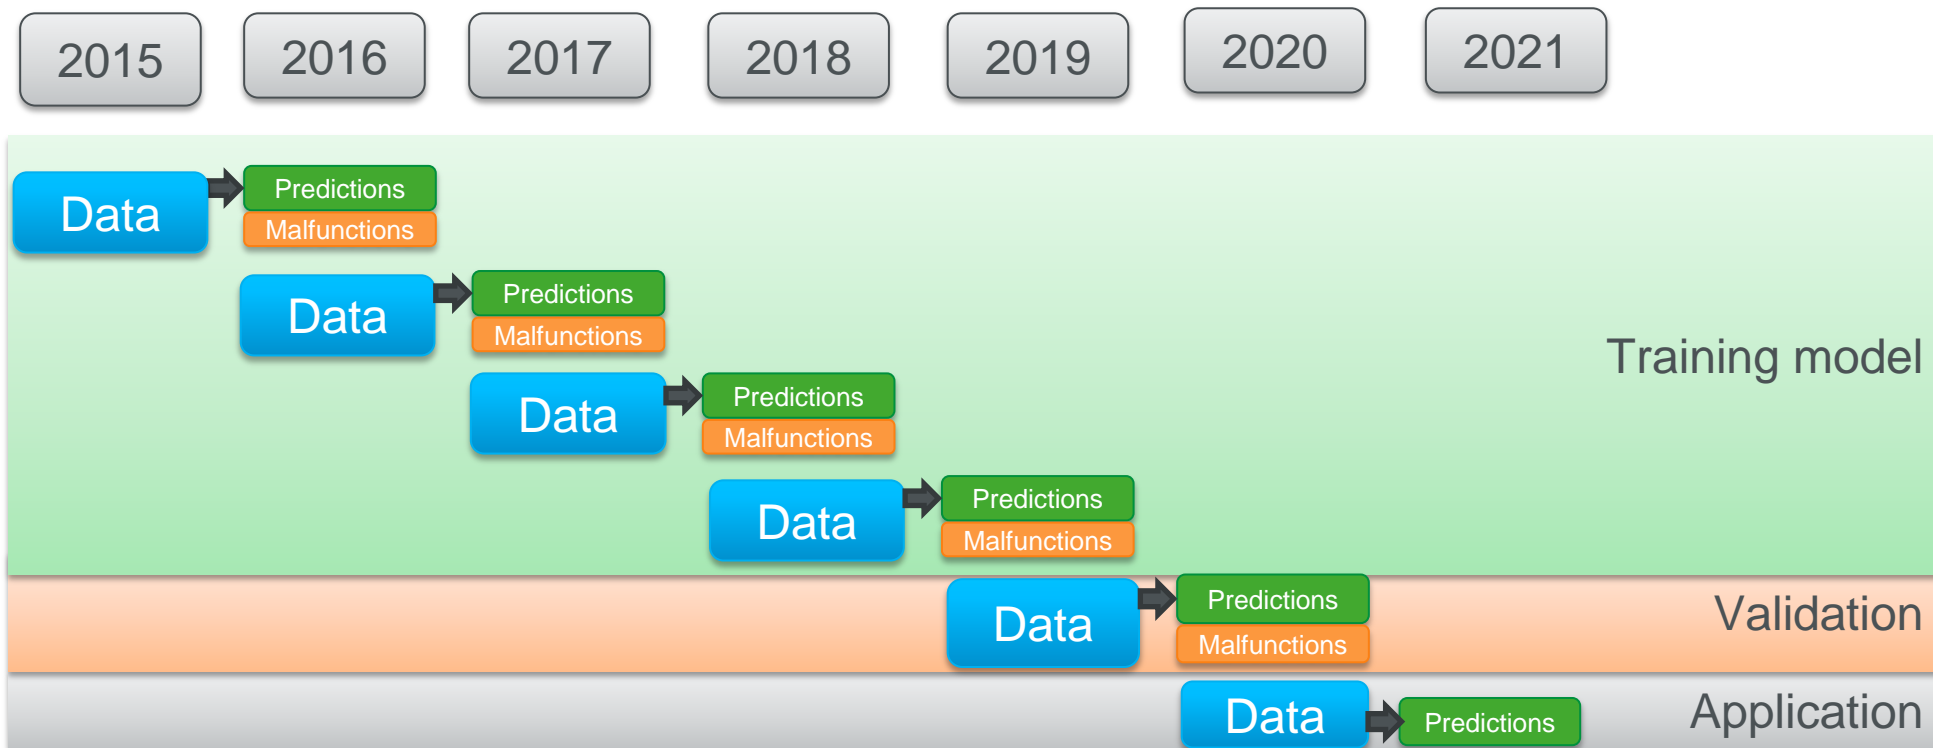 2015 2016 2017 2018 2019 2020 2021
Data
Predictions
Malfunctions
Data
Predictions
Malfunctions
Data
Predictions
Malfunctions
Data
Predictions
Malfunctions
Training model
Data
Predictions
Malfunctions
Validation
Data
Predictions
Application